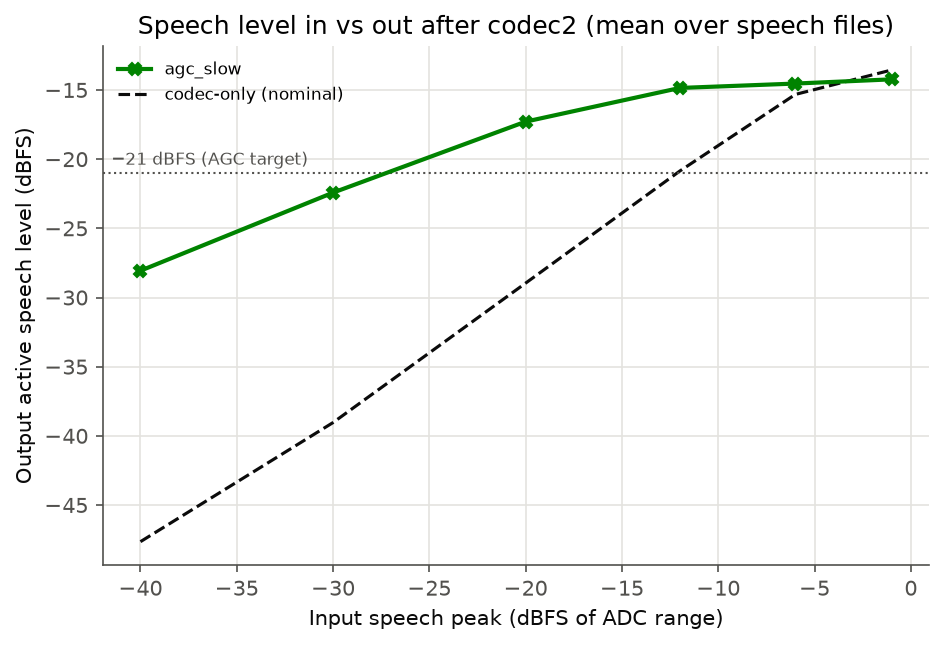 Speech level in vs out after codec2 (mean over speech files)
agc_slow
codec-only (nominal)
−21 dBFS (AGC target)
Output active speech level (dBFS)
−15
−20
−25
−30
−35
−40
−45
−40 −35 −30 −25 −20 −15 −10 −5 0
Input speech peak (dBFS of ADC range)